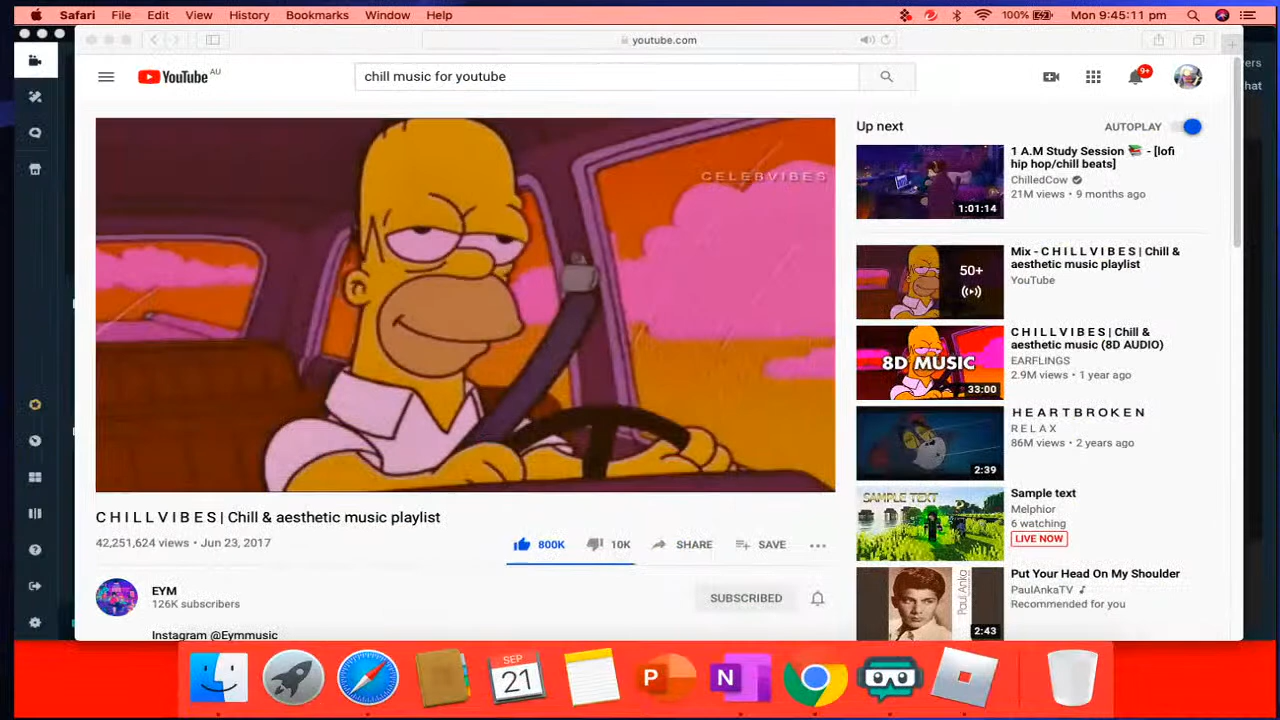 Safari File Edit View History Bookmarks Window Help 100% Mon 9:45:11 pm
youtube.com
YouTube AU
chill music for youtube
9+
CELEBVIBES
Up next
AUTOPLAY
1 A.M Study Session 📚 - [lofi
hip hop/chill beats]
ChilledCow
21M views • 9 months ago
1:01:14
Mix - C H I L L V I B E S | Chill &
aesthetic music playlist
YouTube
50+
C H I L L V I B E S | Chill &
aesthetic music (8D AUDIO)
EARFLINGS
2.9M views • 1 year ago
8D MUSIC
33:00
H E A R T B R O K E N
R E L A X
86M views • 2 years ago
2:39
Sample text
Melphior
6 watching
LIVE NOW
SAMPLE TEXT
Put Your Head On My Shoulder
PaulAnkaTV ♪
Recommended for you
Paul Anka
2:43
C H I L L V I B E S | Chill & aesthetic music playlist
42,251,624 views • Jun 23, 2017
800K 10K SHARE SAVE
EYM
126K subscribers
SUBSCRIBED
Instagram @Eymmusic
SEP
21
P
N